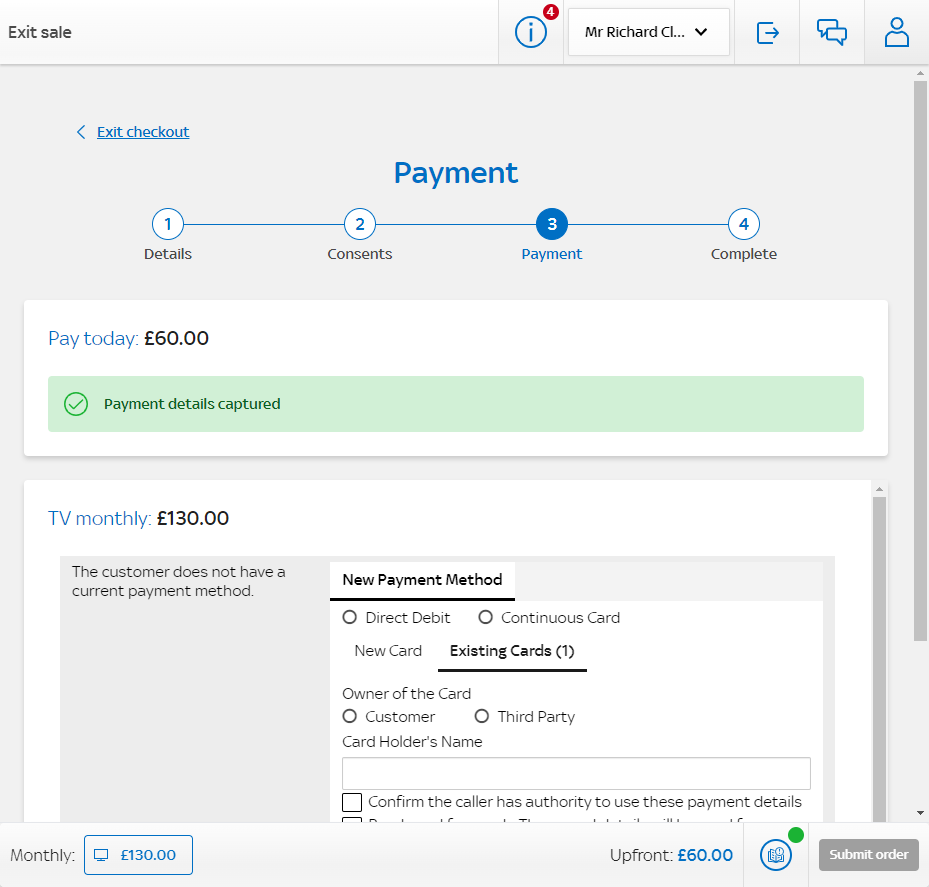 Exit sale
4
Mr Richard Cl...
Exit checkout
Payment
1 2 3 4
Details Consents Payment Complete
Pay today: £60.00
Payment details captured
TV monthly: £130.00
The customer does not have a
current payment method.
New Payment Method
Direct Debit Continuous Card
New Card Existing Cards (1)
Owner of the Card
Customer Third Party
Card Holder's Name
Confirm the caller has authority to use these payment details
Monthly: £130.00 Upfront: £60.00 Submit order